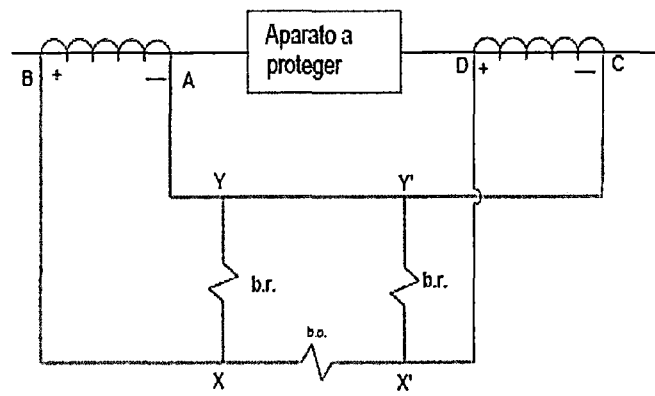 Aparato a
proteger
B + — A
D + — C
Y Y'
b.r. b.r.
b.o.
X X'